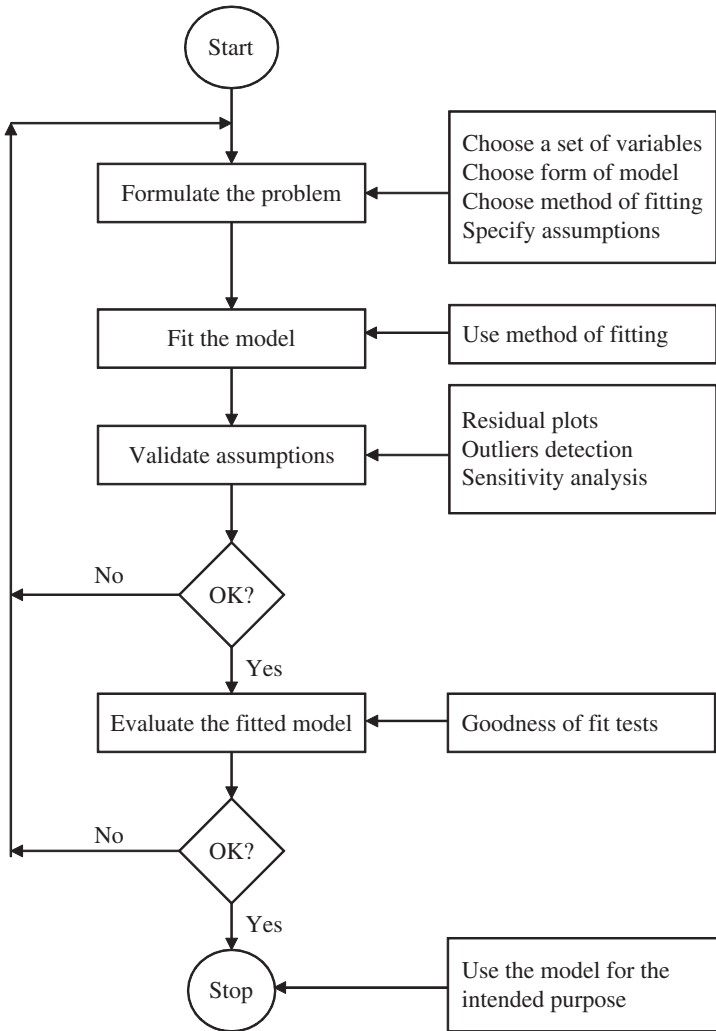 Start
Formulate the problem
Choose a set of variables
Choose form of model
Choose method of fitting
Specify assumptions
Fit the model
Use method of fitting
Validate assumptions
Residual plots
Outliers detection
Sensitivity analysis
No
OK?
Yes
Evaluate the fitted model
Goodness of fit tests
No
OK?
Yes
Stop
Use the model for the
intended purpose